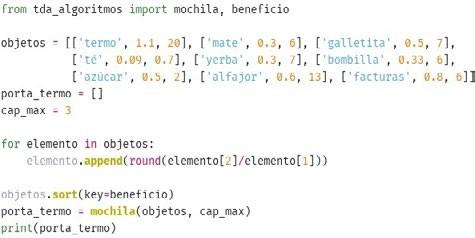 from tda_algoritmos import mochila, beneficio
objetos = [['termo', 1.1, 20], ['mate', 0.3, 6], ['galletita', 0.5, 7],
['té', 0.09, 0.7], ['yerba', 0.3, 7], ['bombilla', 0.33, 6],
['azúcar', 0.5, 2], ['alfajor', 0.6, 13], ['facturas', 0.8, 6]]
porta_termo = []
cap_max = 3
for elemento in objetos:
elemento.append(round(elemento[2]/elemento[1]))
objetos.sort(key=beneficio)
porta_termo = mochila(objetos, cap_max)
print(porta_termo)